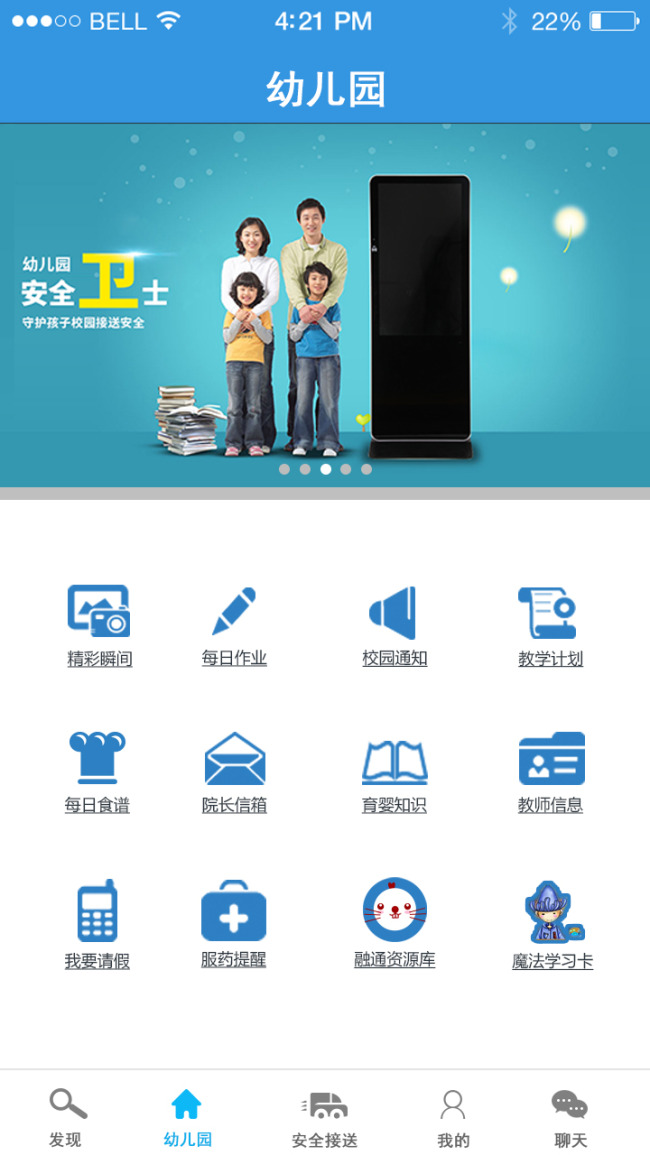 BELL 4:21 PM 22%
幼儿园
幼儿园
安全卫士
守护孩子校园接送安全
精彩瞬间 每日作业 校园通知 教学计划
每日食谱 院长信箱 育婴知识 教师信息
我要请假 服药提醒 融通资源库 魔法学习卡
发现 幼儿园 安全接送 我的 聊天